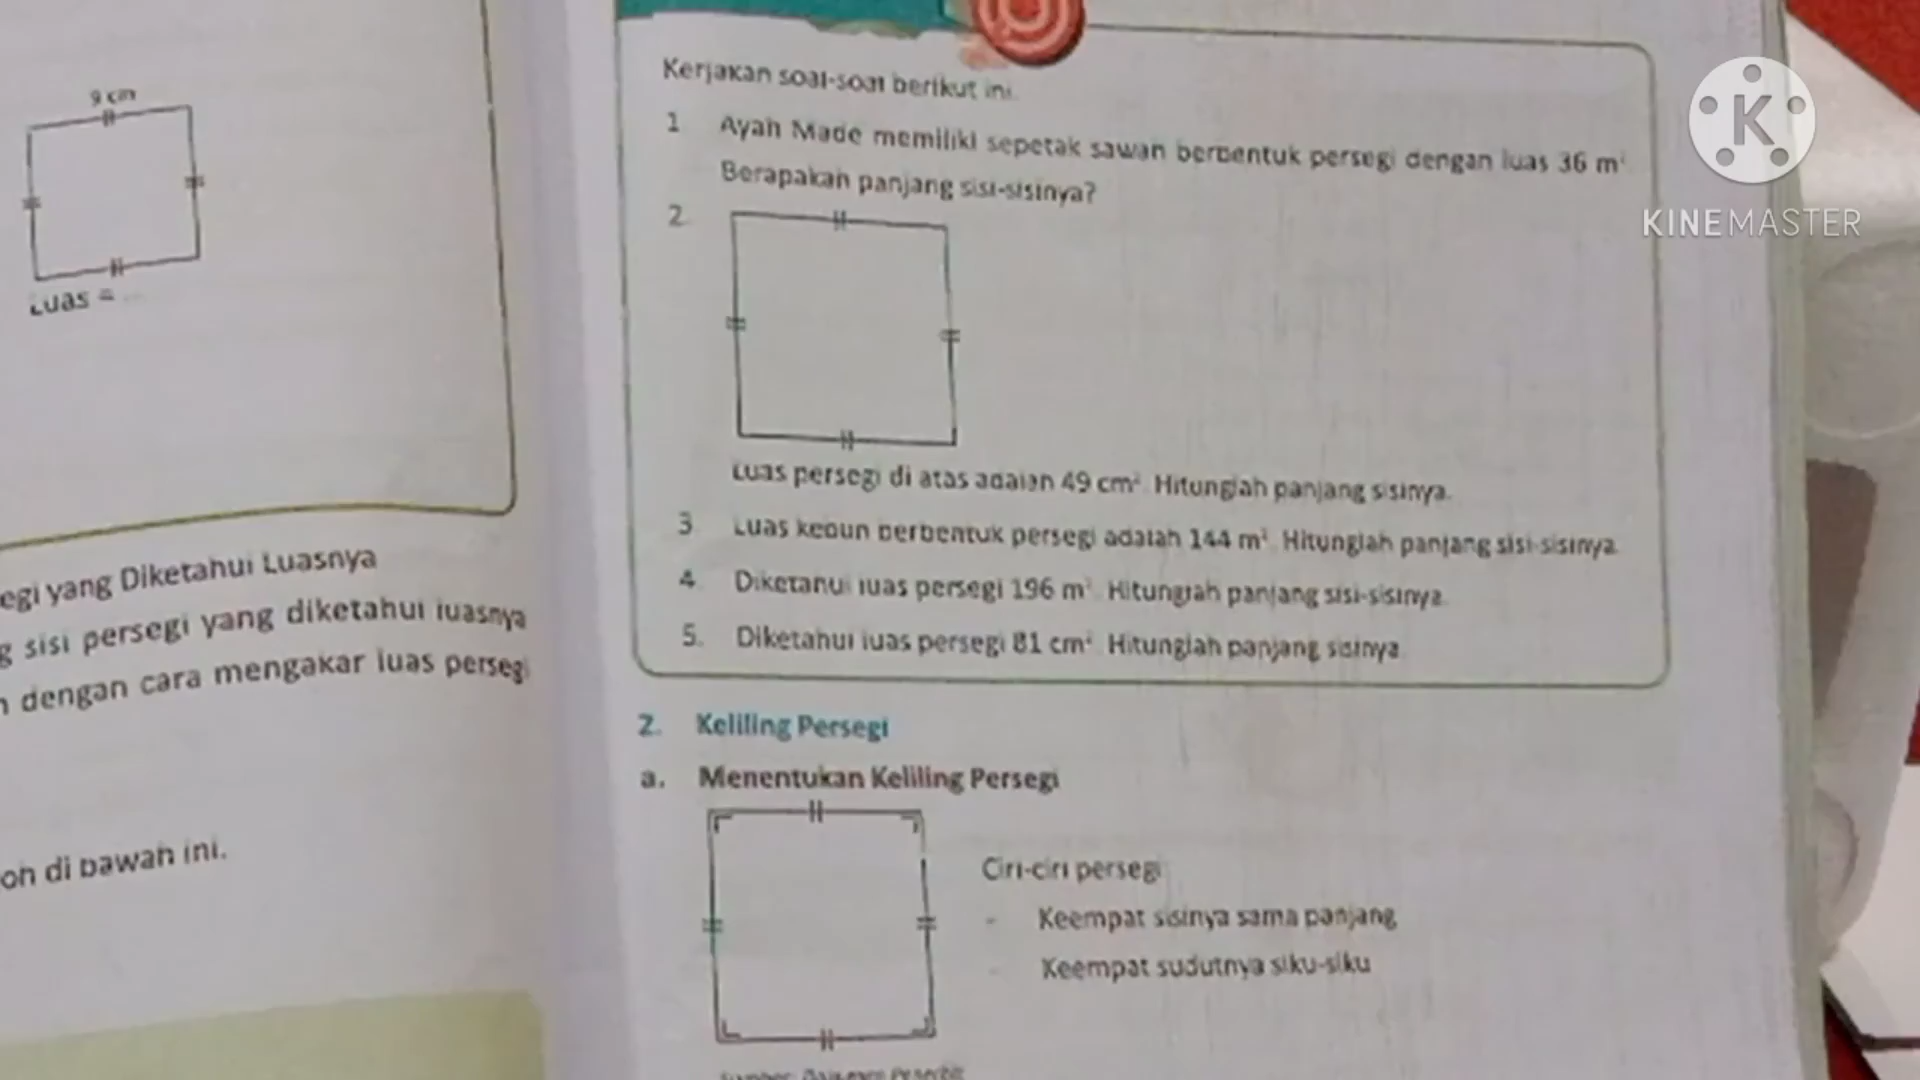 9 cm
Luas = ...
egi yang Diketahui Luasnya
g sisi persegi yang diketahui luasnya
n dengan cara mengakar luas persegi
oh di bawah ini.
Kerjakan soal-soal berikut ini.
1 Ayah Made memiliki sepetak sawah berbentuk persegi dengan luas 36 m²
Berapakah panjang sisi-sisinya?
2.
Luas persegi di atas adalah 49 cm². Hitunglah panjang sisinya.
3 Luas kebun berbentuk persegi adalah 144 m². Hitunglah panjang sisi-sisinya.
4. Diketahui luas persegi 196 m². Hitunglah panjang sisi-sisinya.
5. Diketahui luas persegi 81 cm². Hitunglah panjang sisinya.
2. Keliling Persegi
a. Menentukan Keliling Persegi
Ciri-ciri persegi
- Keempat sisinya sama panjang
- Keempat sudutnya siku-siku
K
KINEMASTER